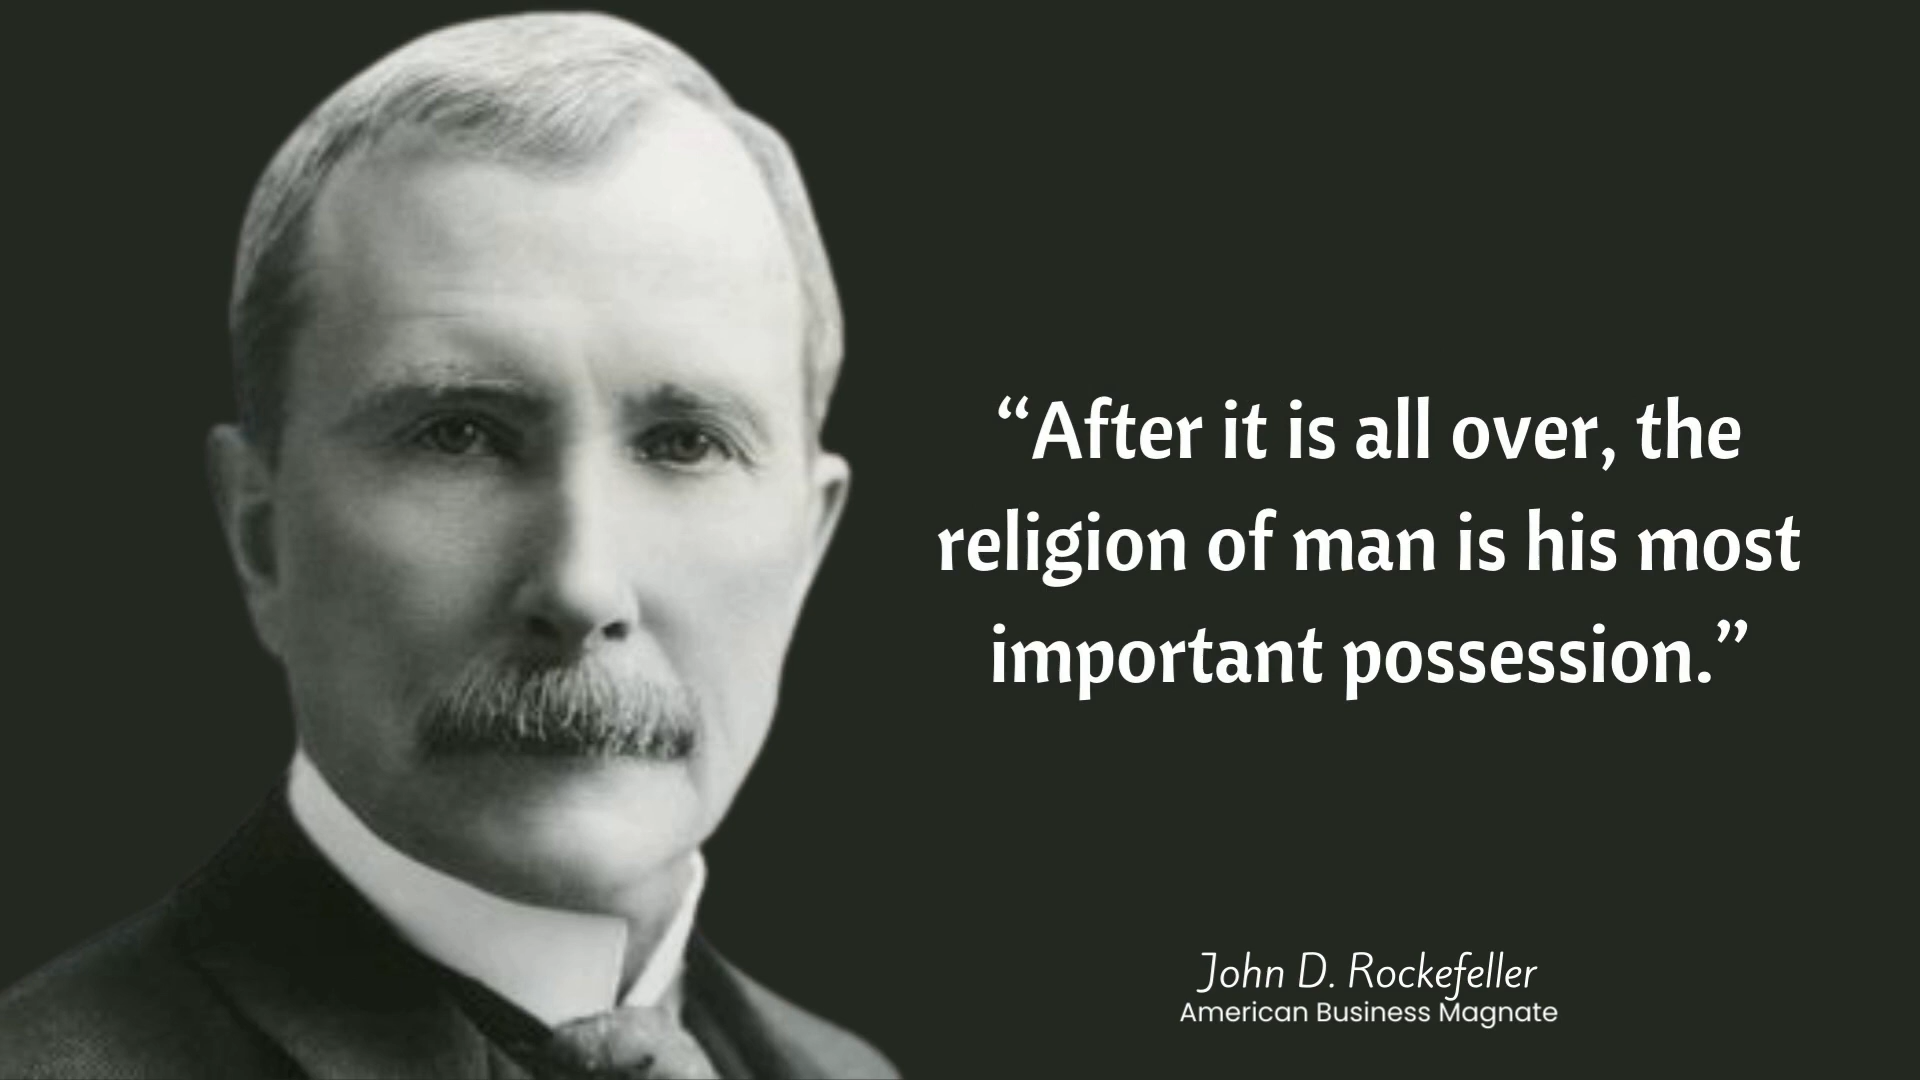 “After it is all over, the
religion of man is his most
important possession.”
John D. Rockefeller
American Business Magnate